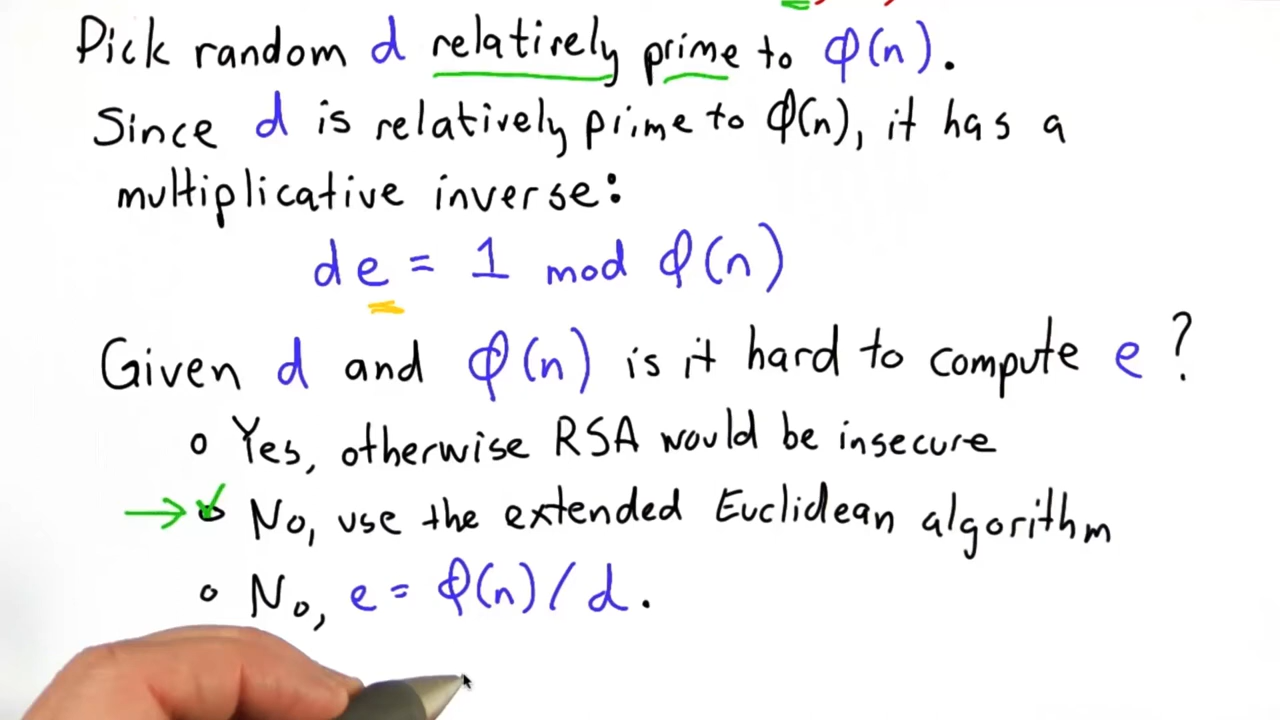 Pick random d relatively prime to φ(n).
Since d is relatively prime to φ(n), it has a
multiplicative inverse:
de = 1 mod φ(n)
Given d and φ(n) is it hard to compute e?
o Yes, otherwise RSA would be insecure
→ ✓ o No, use the extended Euclidean algorithm
o No, e = φ(n)/d.